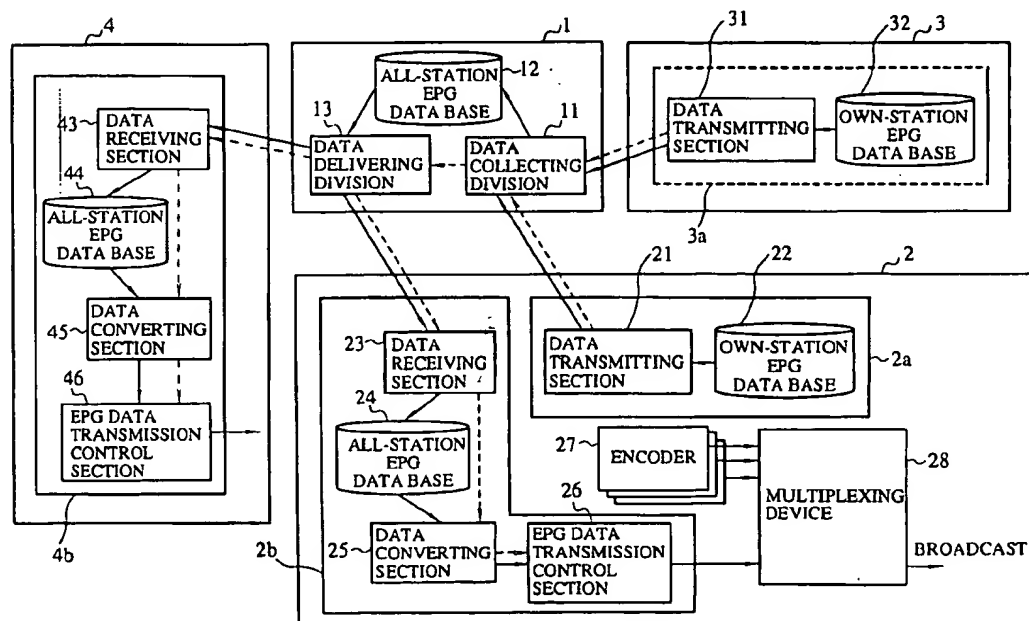 4
43
DATA
RECEIVING
SECTION
44
ALL-STATION
EPG
DATA BASE
45
DATA
CONVERTING
SECTION
46
EPG DATA
TRANSMISSION
CONTROL
SECTION
4b
1
ALL-STATION
EPG
DATA BASE
12
13
DATA
DELIVERING
DIVISION
11
DATA
COLLECTING
DIVISION
31
32
3
DATA
TRANSMITTING
SECTION
OWN-STATION
EPG
DATA BASE
3a
2
21
22
DATA
TRANSMITTING
SECTION
OWN-STATION
EPG
DATA BASE
2a
23
DATA
RECEIVING
SECTION
24
ALL-STATION
EPG
DATA BASE
25
DATA
CONVERTING
SECTION
26
EPG DATA
TRANSMISSION
CONTROL
SECTION
2b
27
ENCODER
28
MULTIPLEXING
DEVICE
BROADCAST